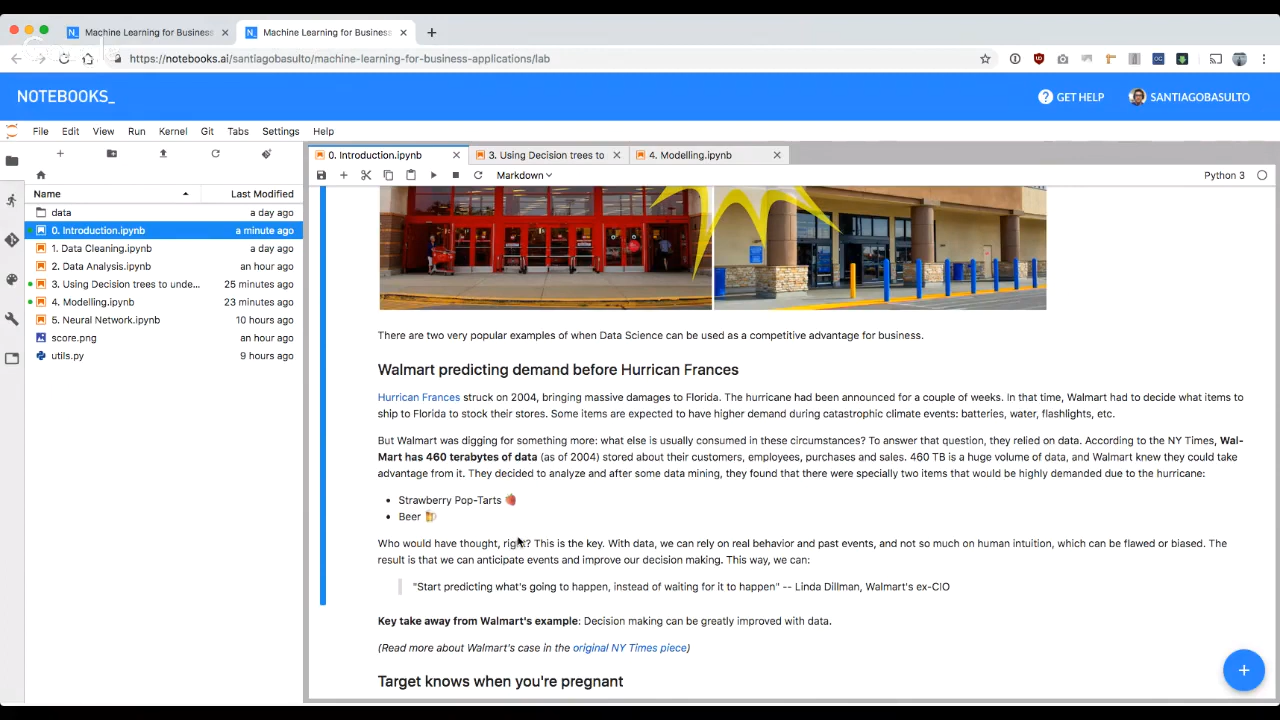 Machine Learning for Business
Machine Learning for Business
https://notebooks.ai/santiagobasulto/machine-learning-for-business-applications/lab
NOTEBOOKS_
GET HELP
SANTIAGOBASULTO
File Edit View Run Kernel Git Tabs Settings Help
0. Introduction.ipynb
3. Using Decision trees to
4. Modelling.ipynb
Markdown
Python 3
Name
Last Modified
data
a day ago
0. Introduction.ipynb
a minute ago
1. Data Cleaning.ipynb
a day ago
2. Data Analysis.ipynb
an hour ago
3. Using Decision trees to unde...
25 minutes ago
4. Modelling.ipynb
23 minutes ago
5. Neural Network.ipynb
10 hours ago
score.png
an hour ago
utils.py
9 hours ago
There are two very popular examples of when Data Science can be used as a competitive advantage for business.
Walmart predicting demand before Hurrican Frances
Hurrican Frances struck on 2004, bringing massive damages to Florida. The hurricane had been announced for a couple of weeks. In that time, Walmart had to decide what items to
ship to Florida to stock their stores. Some items are expected to have higher demand during catastrophic climate events: batteries, water, flashlights, etc.
But Walmart was digging for something more: what else is usually consumed in these circumstances? To answer that question, they relied on data. According to the NY Times, Wal-
Mart has 460 terabytes of data (as of 2004) stored about their customers, employees, purchases and sales. 460 TB is a huge volume of data, and Walmart knew they could take
advantage from it. They decided to analyze and after some data mining, they found that there were specially two items that would be highly demanded due to the hurricane:
• Strawberry Pop-Tarts 🍓
• Beer 🍺
Who would have thought, right? This is the key. With data, we can rely on real behavior and past events, and not so much on human intuition, which can be flawed or biased. The
result is that we can anticipate events and improve our decision making. This way, we can:
"Start predicting what's going to happen, instead of waiting for it to happen" -- Linda Dillman, Walmart's ex-CIO
Key take away from Walmart's example: Decision making can be greatly improved with data.
(Read more about Walmart's case in the original NY Times piece)
Target knows when you're pregnant